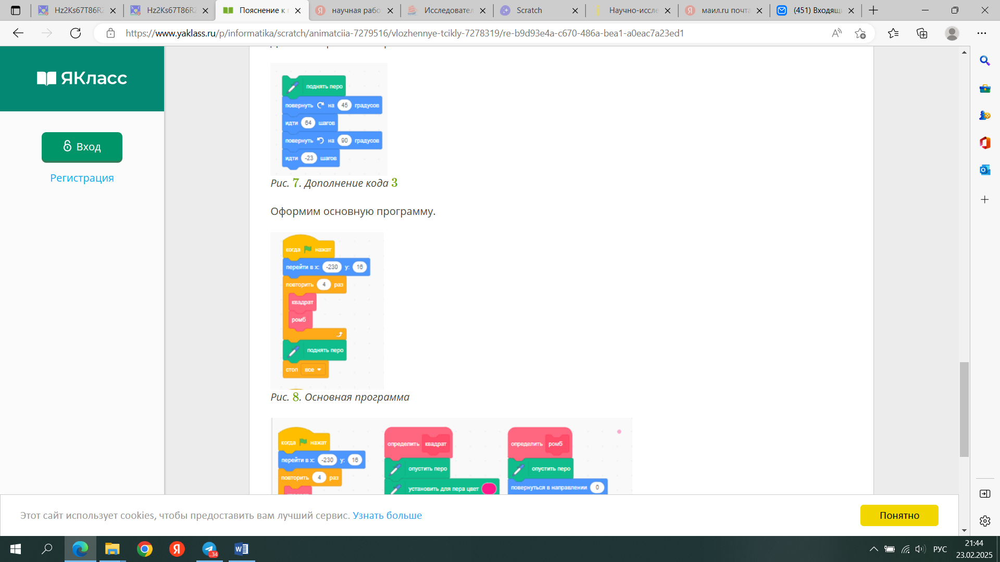 Hz2Ks67T86RZ
Hz2Ks67T86RZ
Пояснение к
научная рабо
Исследовател
Scratch
Научно-иссле
маил.ru почта
(451) Входящи
https://www.yaklass.ru/p/informatika/scratch/animatciia-7279516/vlozhennye-tcikly-7278319/re-b9d93e4a-c670-486a-bea1-a0eac7a23ed1
ЯКласс
Вход
Регистрация
поднять перо
повернуть на 45 градусов
идти 64 шагов
повернуть на 90 градусов
идти -23 шагов
Рис. 7. Дополнение кода 3
Оформим основную программу.
когда нажат
перейти в x: -230 y: 16
повторить 4 раз
квадрат
ромб
поднять перо
стоп все
Рис. 8. Основная программа
когда нажат
перейти в x: -230 y: 16
повторить 4 раз
определить квадрат
опустить перо
установить для пера цвет
определить ромб
опустить перо
повернуться в направлении 0
Этот сайт использует cookies, чтобы предоставить вам лучший сервис. Узнать больше
Понятно
34
РУС
21:44
23.02.2025